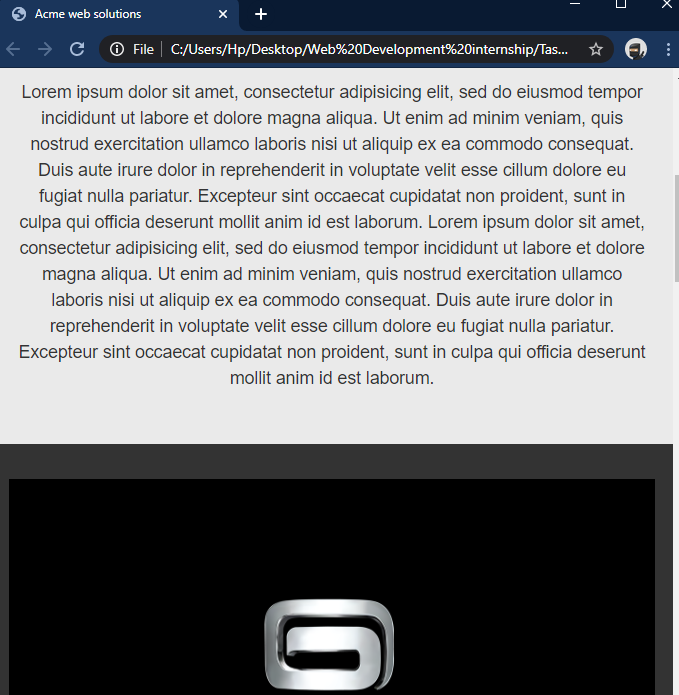 Acme web solutions
File C:/Users/Hp/Desktop/Web%20Development%20internship/Tas...
Lorem ipsum dolor sit amet, consectetur adipisicing elit, sed do eiusmod tempor
incididunt ut labore et dolore magna aliqua. Ut enim ad minim veniam, quis
nostrud exercitation ullamco laboris nisi ut aliquip ex ea commodo consequat.
Duis aute irure dolor in reprehenderit in voluptate velit esse cillum dolore eu
fugiat nulla pariatur. Excepteur sint occaecat cupidatat non proident, sunt in
culpa qui officia deserunt mollit anim id est laborum. Lorem ipsum dolor sit amet,
consectetur adipisicing elit, sed do eiusmod tempor incididunt ut labore et dolore
magna aliqua. Ut enim ad minim veniam, quis nostrud exercitation ullamco
laboris nisi ut aliquip ex ea commodo consequat. Duis aute irure dolor in
reprehenderit in voluptate velit esse cillum dolore eu fugiat nulla pariatur.
Excepteur sint occaecat cupidatat non proident, sunt in culpa qui officia deserunt
mollit anim id est laborum.